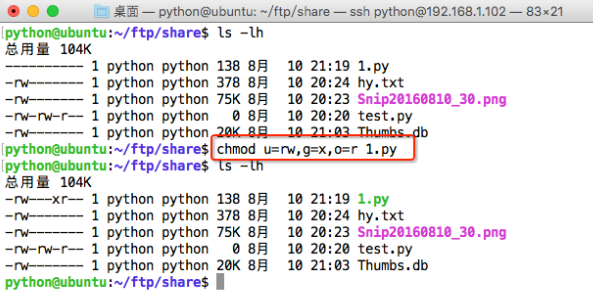 桌面 — python@ubuntu: ~/ftp/share — ssh python@192.168.1.102 — 83×21
python@ubuntu:~/ftp/share$ ls -lh
总用量 104K
---------- 1 python python 138 8月  10 21:19 1.py
-rw------- 1 python python 378 8月  10 20:24 hy.txt
-rw------- 1 python python 75K 8月  10 20:23 Snip20160810_30.png
-rw-rw-r-- 1 python python   0 8月  10 20:20 test.py
-rw------- 1 python python 20K 8月  10 21:03 Thumbs.db
python@ubuntu:~/ftp/share$ chmod u=rw,g=x,o=r 1.py
python@ubuntu:~/ftp/share$ ls -lh
总用量 104K
-rw---xr-- 1 python python 138 8月  10 21:19 1.py
-rw------- 1 python python 378 8月  10 20:24 hy.txt
-rw------- 1 python python 75K 8月  10 20:23 Snip20160810_30.png
-rw-rw-r-- 1 python python   0 8月  10 20:20 test.py
-rw------- 1 python python 20K 8月  10 21:03 Thumbs.db
python@ubuntu:~/ftp/share$